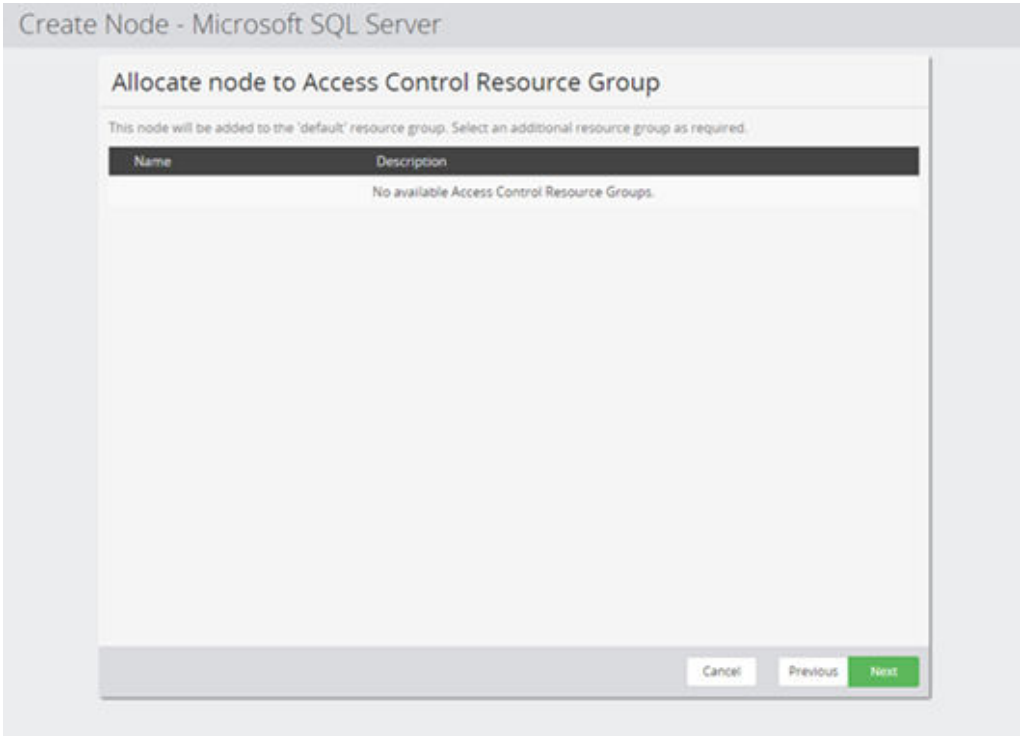 Create Node - Microsoft SQL Server
Allocate node to Access Control Resource Group
This node will be added to the 'default' resource group. Select an additional resource group as required.
Name Description
No available Access Control Resource Groups.
Cancel Previous Next